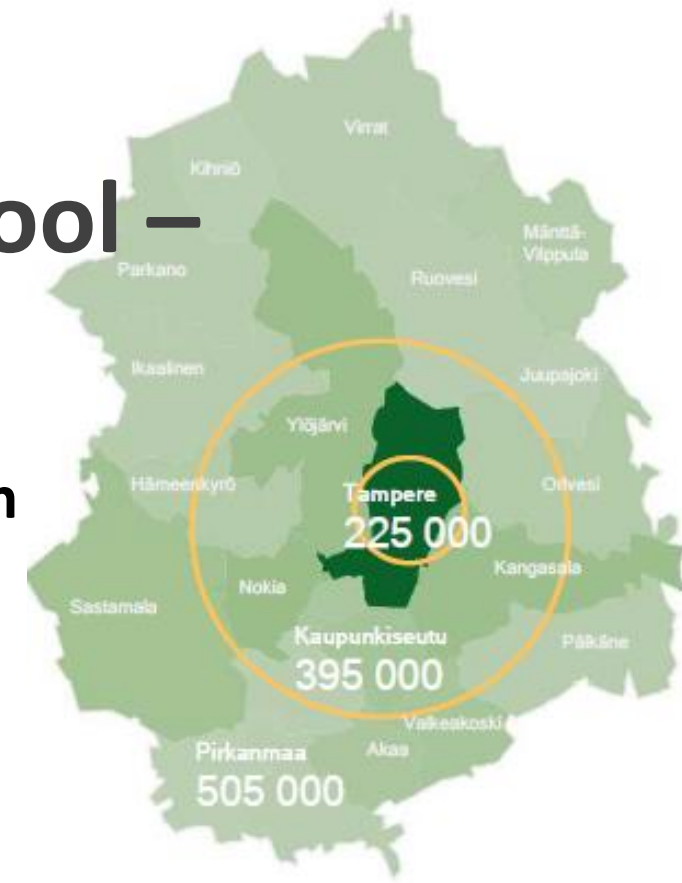 Virrat
Kihniö
ool –
Mänttä-
Vilppula
Parkano
Ruovesi
Ikaalinen
Juupajoki
Ylöjärvi
Hämeenkyrö
n
Tampere
Orivesi
225 000
Kangasala
Nokia
Sastamala
Kaupunkiseutu
Pälkäne
395 000
Valkeakoski
Pirkanmaa
Akaa
505 000